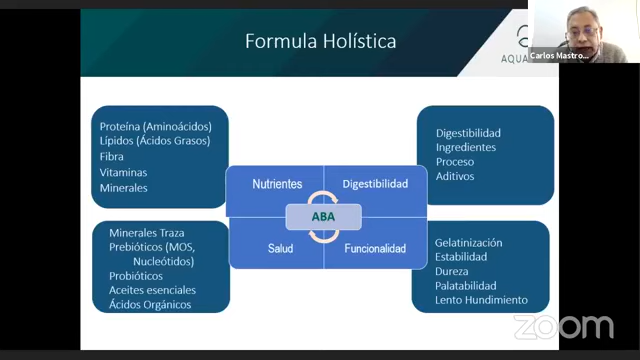 Formula Holística
AQUA
Carlos Mastro...
Proteína (Aminoácidos)
Lípidos (Ácidos Grasos)
Fibra
Vitaminas
Minerales
Digestibilidad
Ingredientes
Proceso
Aditivos
Nutrientes
Digestibilidad
ABA
Salud
Funcionalidad
Minerales Traza
Prebióticos (MOS,
Nucleótidos)
Probióticos
Aceites esenciales
Ácidos Orgánicos
Gelatinización
Estabilidad
Dureza
Palatabilidad
Lento Hundimiento
zoom